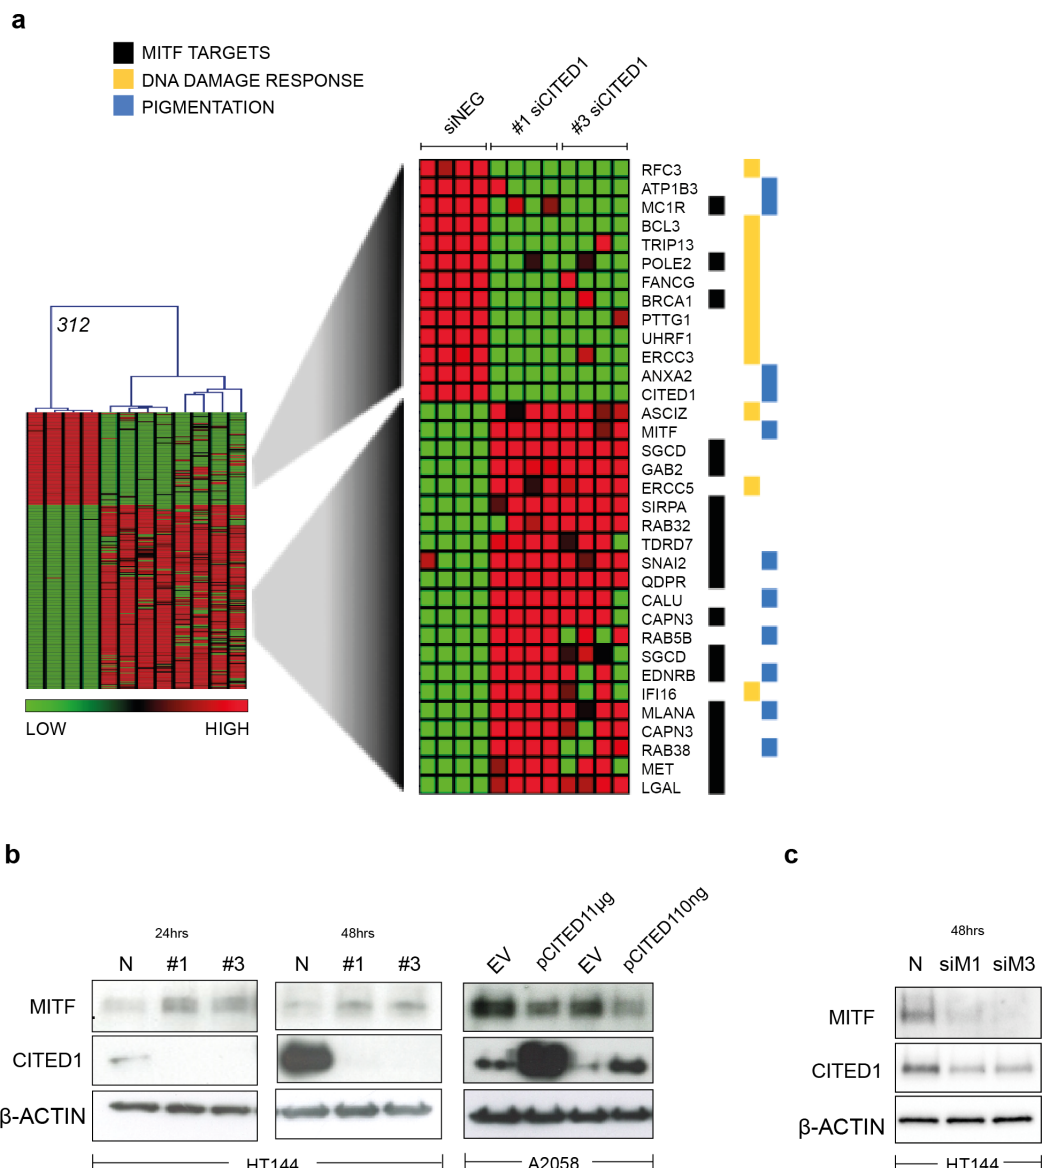 a
MITF TARGETS
DNA DAMAGE RESPONSE
PIGMENTATION
siNEG
#1 siCITED1
#3 siCITED1
RFC3
ATP1B3
MC1R
BCL3
TRIP13
POLE2
FANCG
BRCA1
PTTG1
UHRF1
ERCC3
ANXA2
CITED1
ASCIZ
MITF
SGCD
GAB2
ERCC5
SIRPA
RAB32
TDRD7
SNAI2
QDPR
CALU
CAPN3
RAB5B
SGCD
EDNRB
IFI16
MLANA
CAPN3
RAB38
MET
LGAL
312
LOW HIGH
b
24hrs 48hrs
N #1 #3 N #1 #3 EV pCITED11µg EV pCITED110ng
MITF
CITED1
β-ACTIN
HT144 A2058
c
48hrs
N siM1 siM3
MITF
CITED1
β-ACTIN
HT144